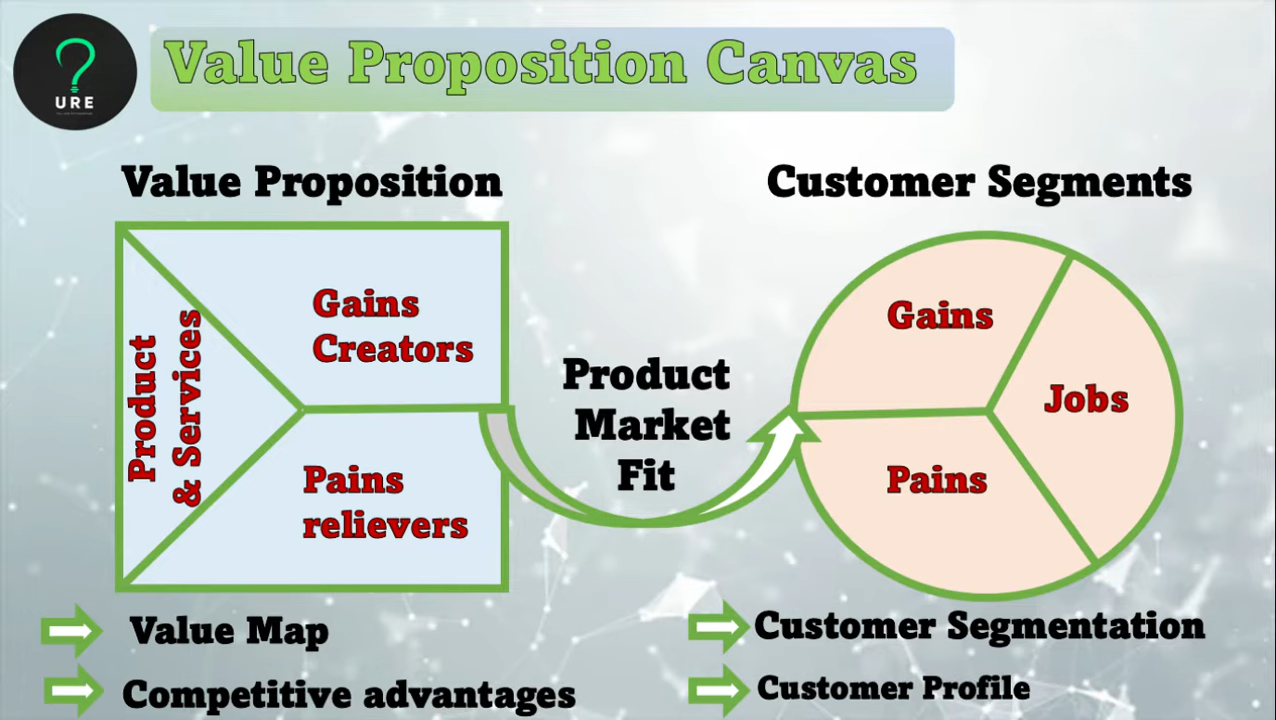 URE
Value Proposition Canvas
Value Proposition
Customer Segments
Product
& Services
Gains
Creators
Pains
relievers
Product
Market
Fit
Gains
Jobs
Pains
Value Map
Competitive advantages
Customer Segmentation
Customer Profile